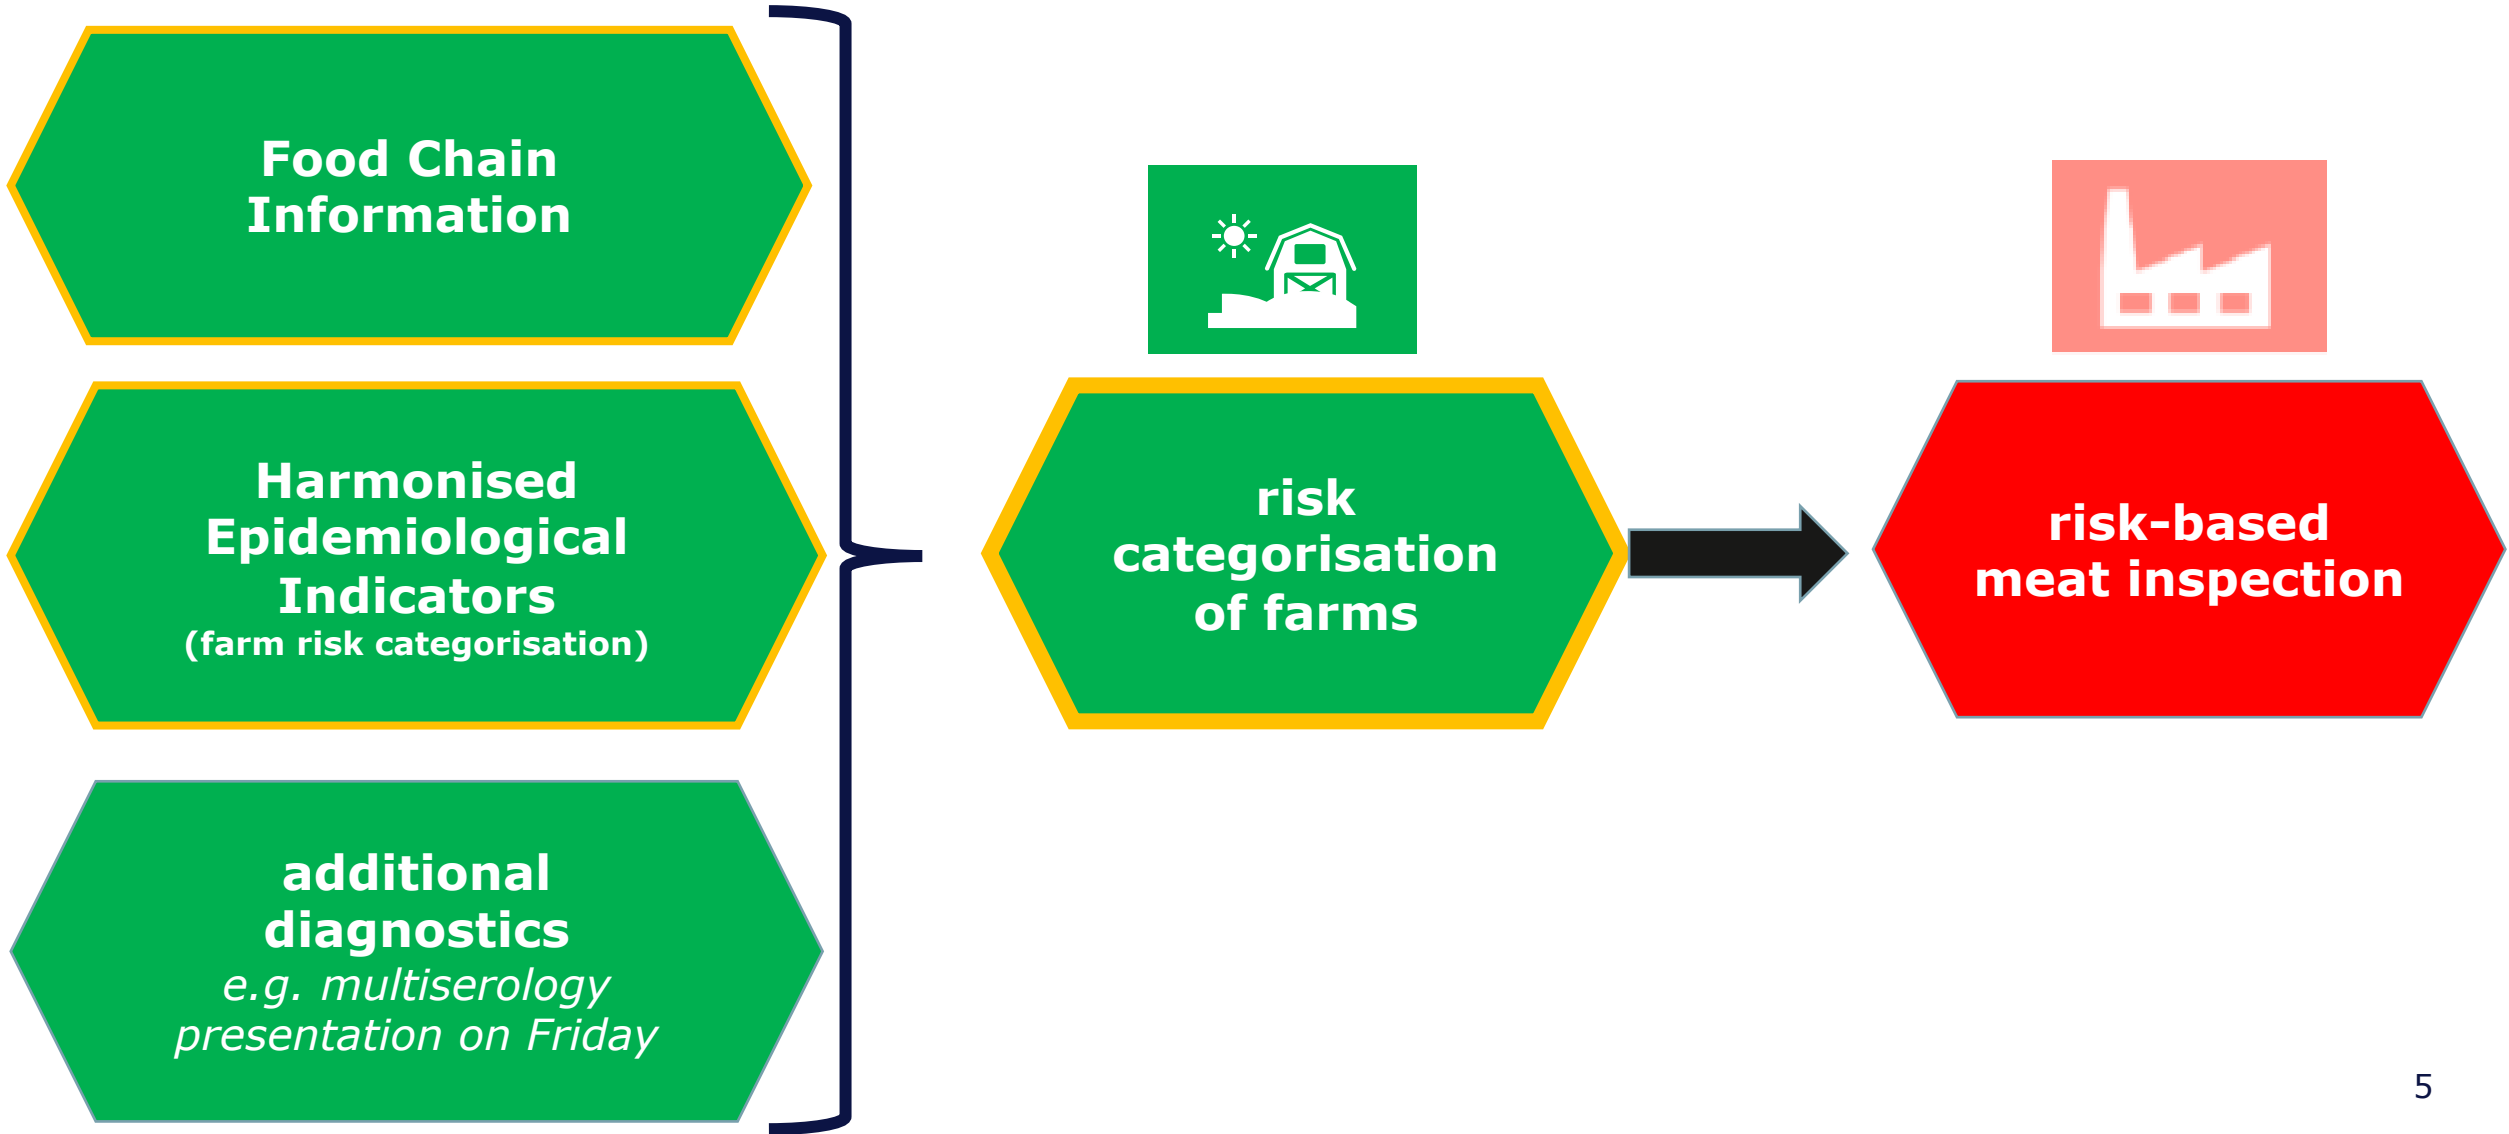 Food Chain
Information
Harmonised
Epidemiological
Indicators
(farm risk categorisation)
additional
diagnostics
e.g. multiserology
presentation on Friday
risk
categorisation
of farms
risk-based
meat inspection
5